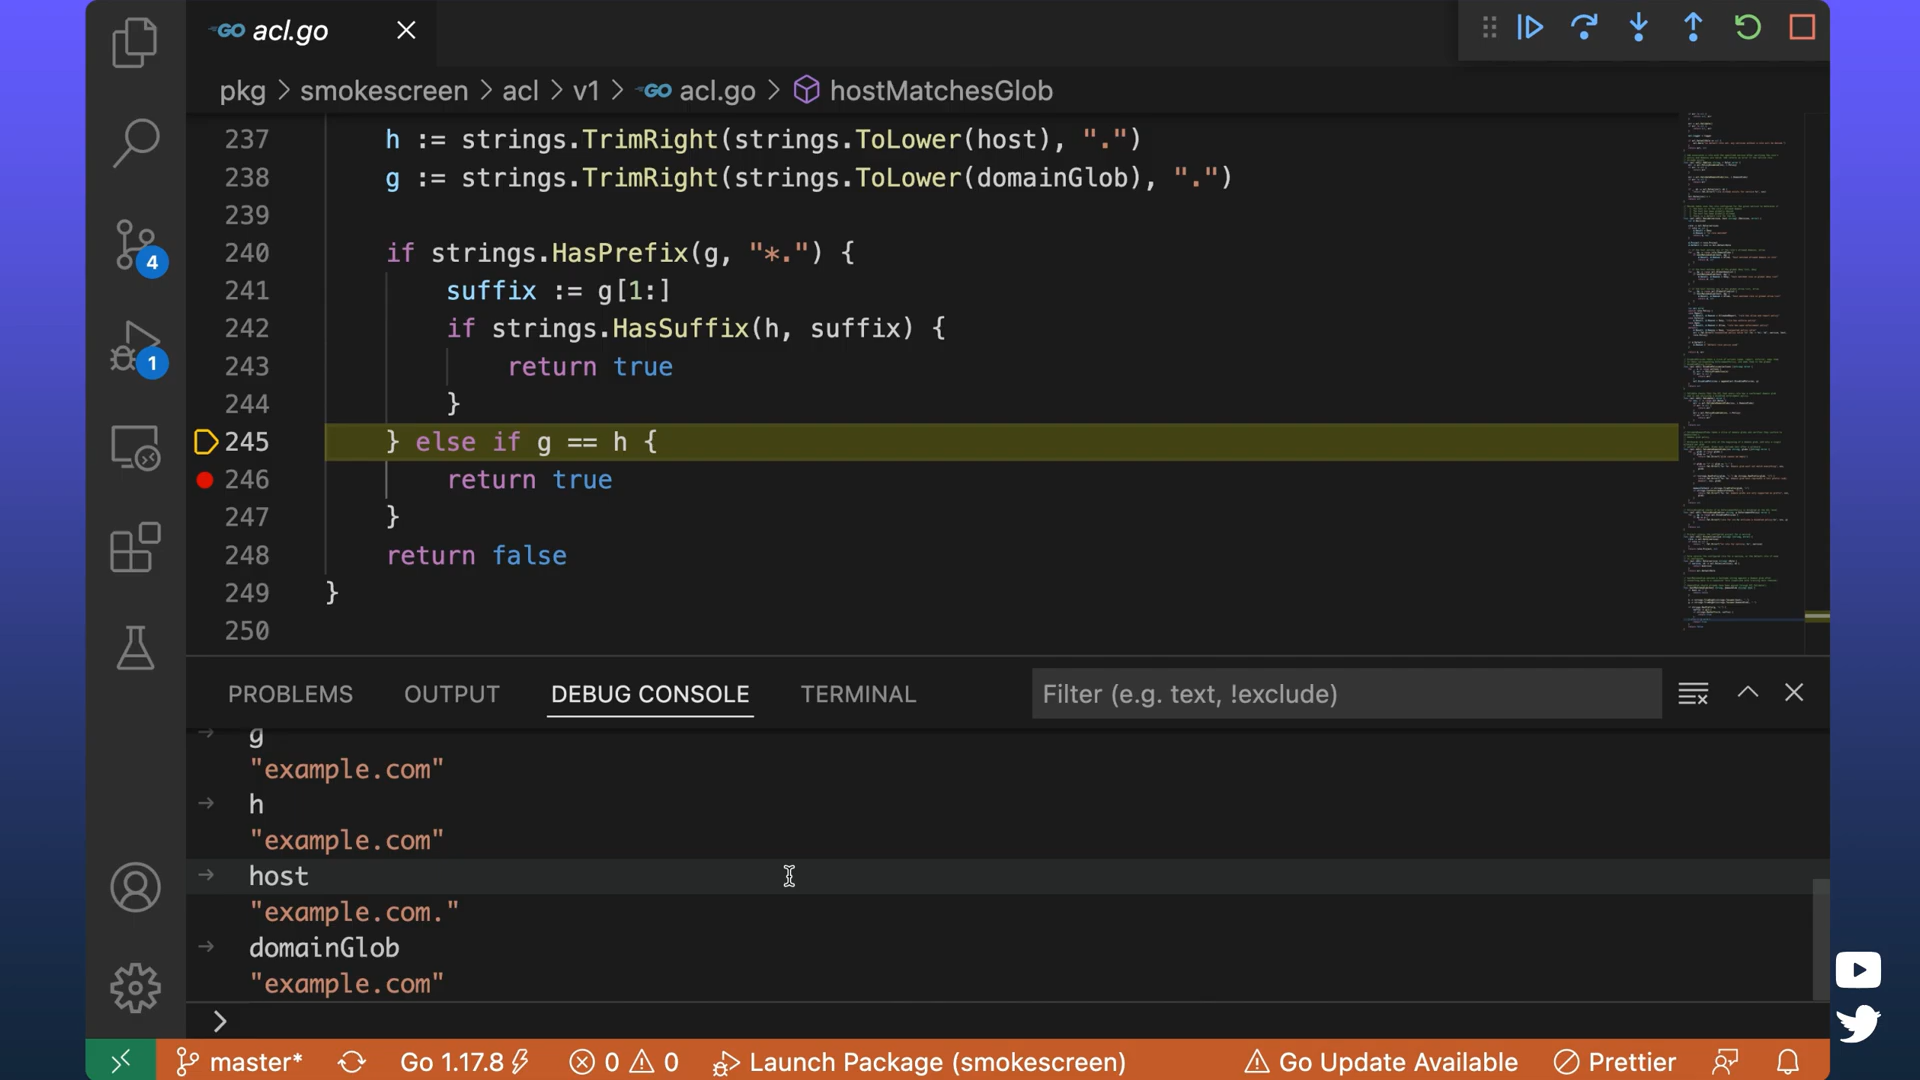 GO acl.go
pkg > smokescreen > acl > v1 > GO acl.go > hostMatchesGlob
237 h := strings.TrimRight(strings.ToLower(host), ".")
238 g := strings.TrimRight(strings.ToLower(domainGlob), ".")
239
240 if strings.HasPrefix(g, "*.") {
241 suffix := g[1:]
242 if strings.HasSuffix(h, suffix) {
243 return true
244 }
245 } else if g == h {
246 return true
247 }
248 return false
249 }
250
4
1
PROBLEMS OUTPUT DEBUG CONSOLE TERMINAL Filter (e.g. text, !exclude)
→ g
"example.com"
→ h
"example.com"
→ host
"example.com."
→ domainGlob
"example.com"
>
master* Go 1.17.8 0 0 Launch Package (smokescreen) Go Update Available Prettier